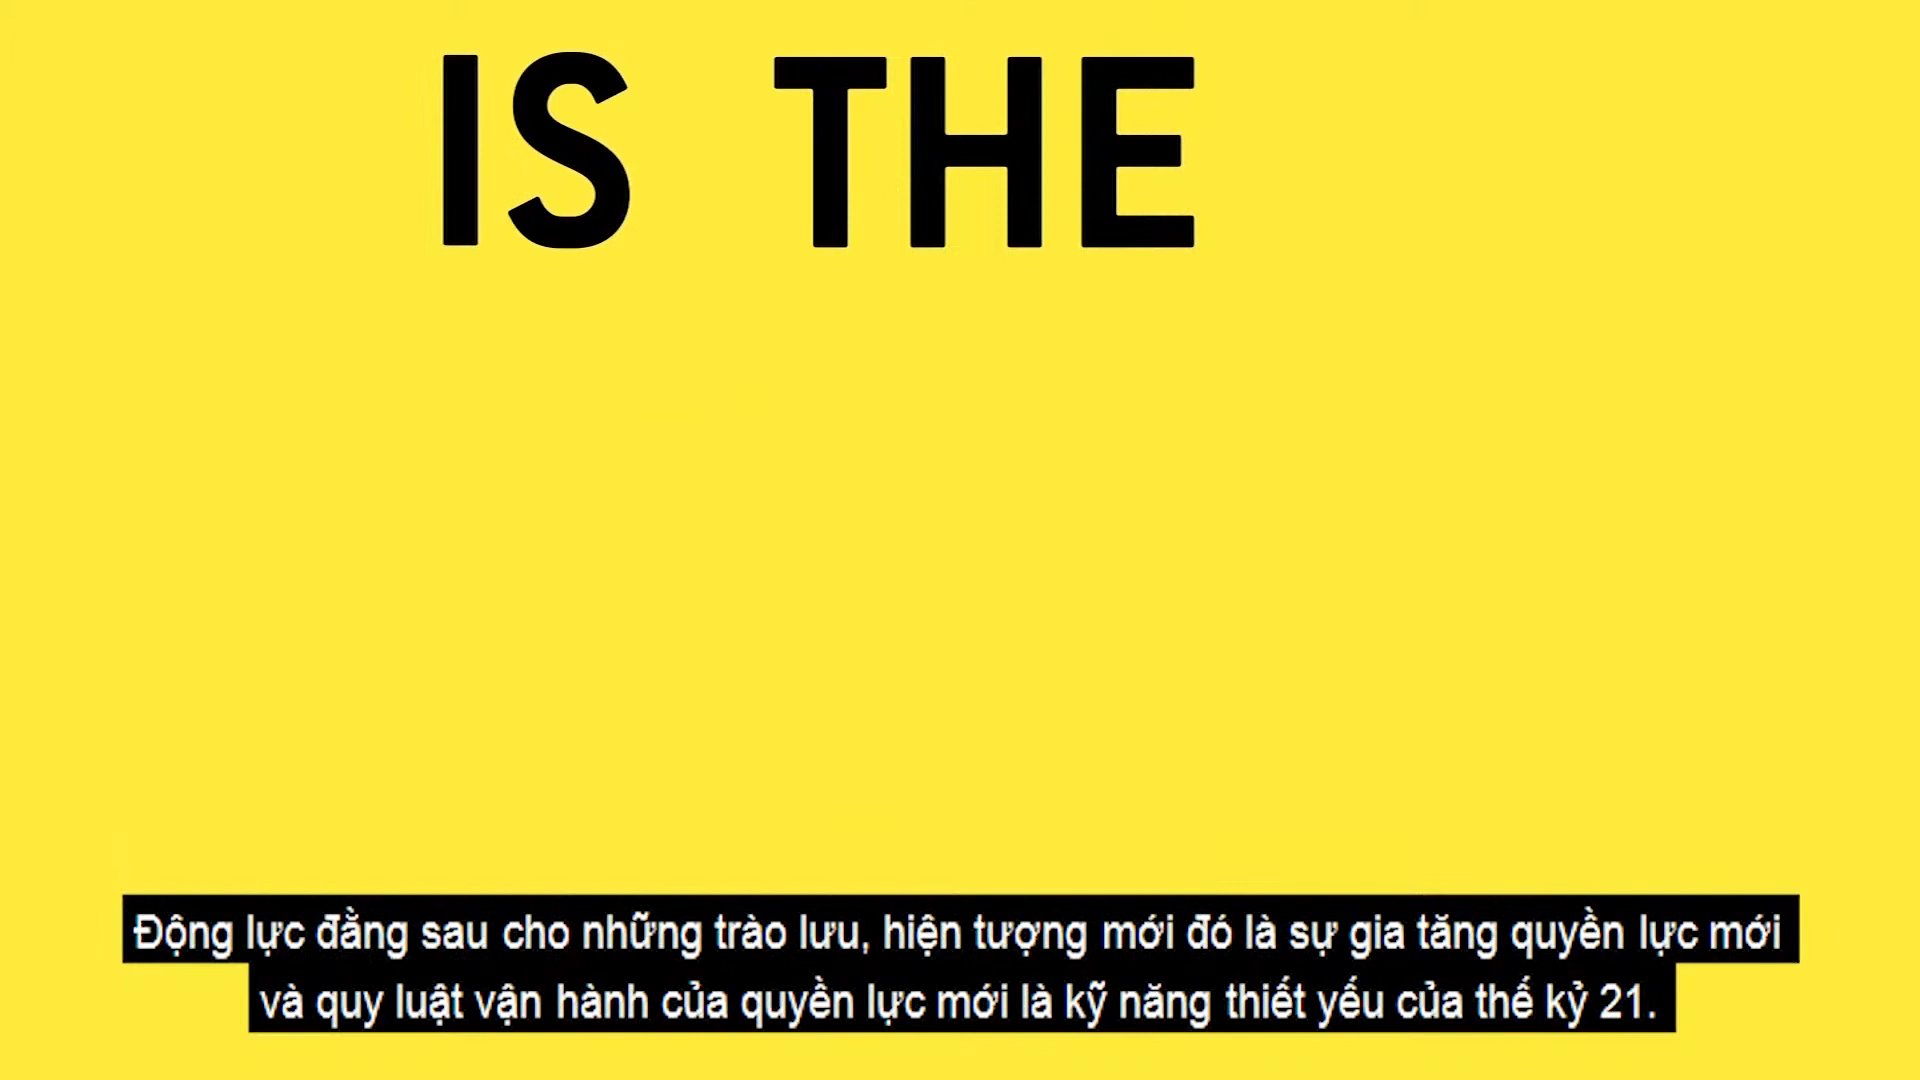 IS THE
Động lực đằng sau cho những trào lưu, hiện tượng mới đó là sự gia tăng quyền lực mới
và quy luật vận hành của quyền lực mới là kỹ năng thiết yếu của thế kỷ 21.